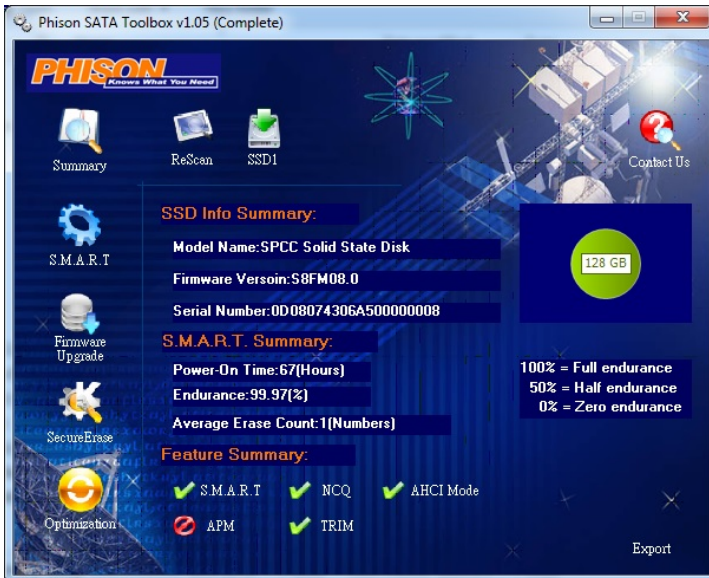 Phison SATA Toolbox v1.05 (Complete)
PHISON
Knows What You Need
Summary
ReScan
SSD1
Contact Us
S.M.A.R.T
Firmware
Upgrade
SecureErase
Optimization
SSD Info Summary:
Model Name:SPCC Solid State Disk
Firmware Versoin:S8FM08.0
Serial Number:0D08074306A500000008
128 GB
S.M.A.R.T. Summary:
Power-On Time:67(Hours)
Endurance:99.97(%)
Average Erase Count:1(Numbers)
100% = Full endurance
50% = Half endurance
0% = Zero endurance
Feature Summary:
S.M.A.R.T
NCQ
AHCI Mode
APM
TRIM
Export